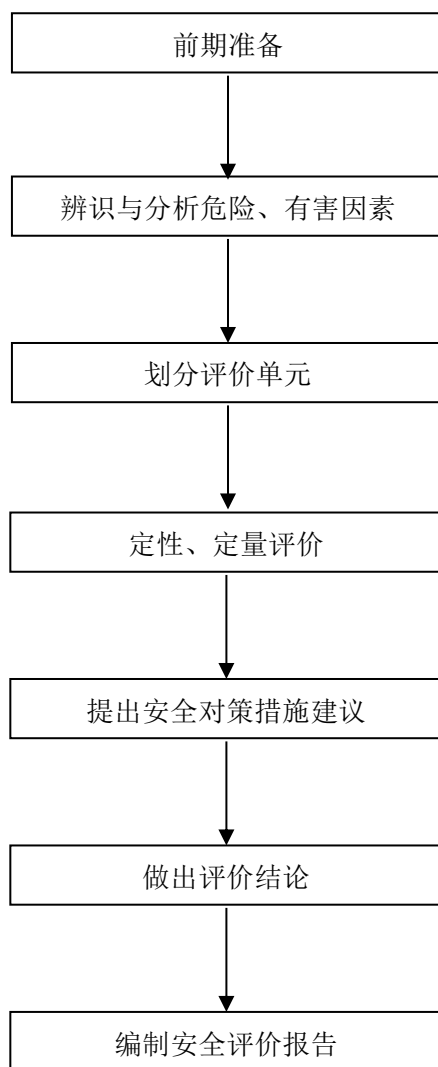 前期准备
辨识与分析危险、有害因素
划分评价单元
定性、定量评价
提出安全对策措施建议
做出评价结论
编制安全评价报告